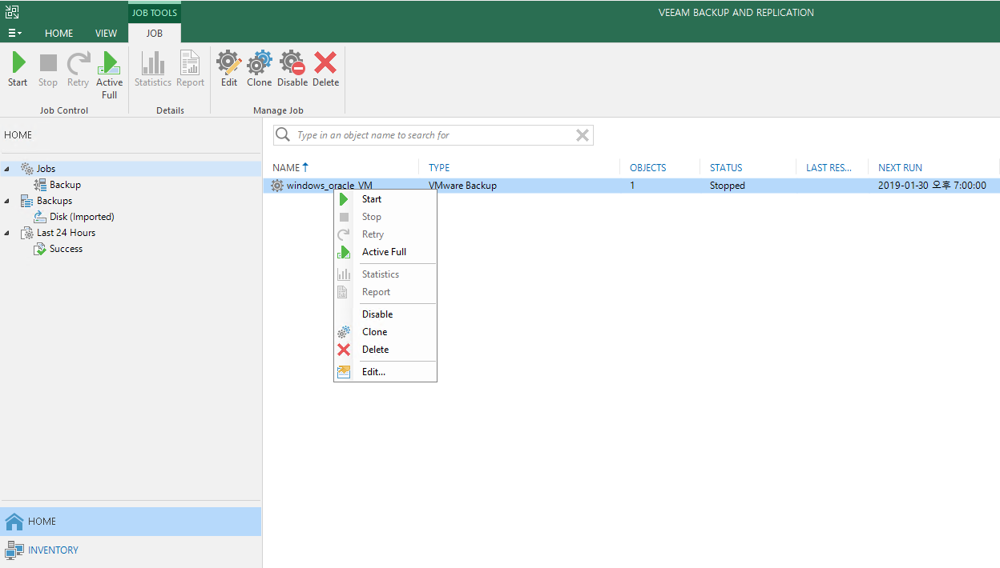 JOB TOOLS
VEEAM BACKUP AND REPLICATION
HOME VIEW JOB
Start Stop Retry Active Full Statistics Report Edit Clone Disable Delete
Job Control Details Manage Job
HOME
Type in an object name to search for
Jobs
Backup
Backups
Disk (Imported)
Last 24 Hours
Success
NAME TYPE OBJECTS STATUS LAST RES... NEXT RUN
windows_oracle_VM VMware Backup 1 Stopped 2019-01-30 오후 7:00:00
Start
Stop
Retry
Active Full
Statistics
Report
Disable
Clone
Delete
Edit...
HOME
INVENTORY